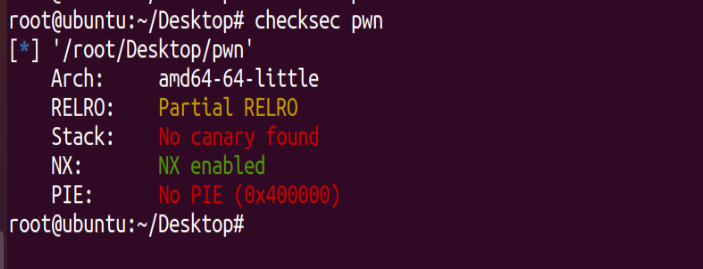 root@ubuntu:~/Desktop# checksec pwn
[*] '/root/Desktop/pwn'
    Arch:     amd64-64-little
    RELRO:    Partial RELRO
    Stack:    No canary found
    NX:       NX enabled
    PIE:      No PIE (0x400000)
root@ubuntu:~/Desktop#